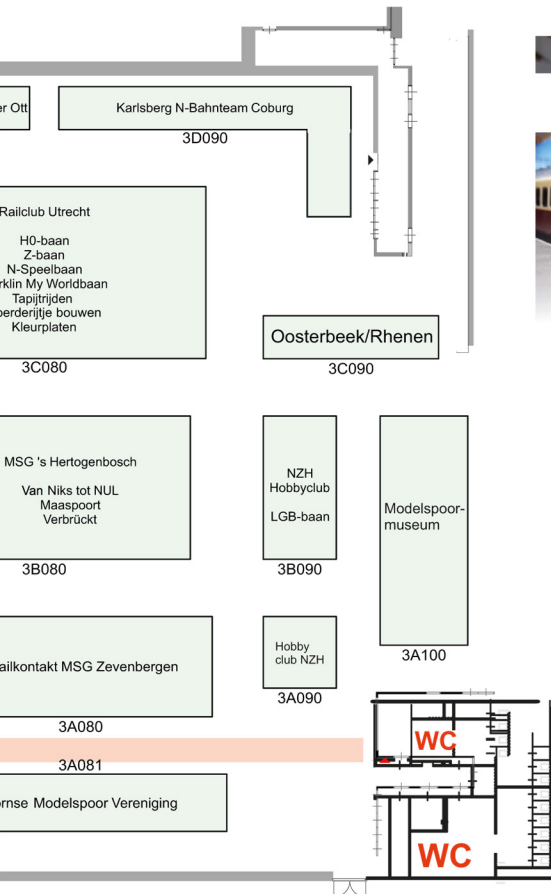 er Ott
Karlsberg N-Bahnteam Coburg
3D090
Railclub Utrecht
H0-baan
Z-baan
N-Speelbaan
rklin My Worldbaan
Tapijtrijden
oerderijtje bouwen
Kleurplaten
3C080
Oosterbeek/Rhenen
3C090
MSG 's Hertogenbosch
Van Niks tot NUL
Maaspoort
Verbrückt
3B080
NZH
Hobbyclub
LGB-baan
3B090
Modelspoor-
museum
3A100
ailkontakt MSG Zevenbergen
3A080
Hobby
club NZH
3A090
WC
3A081
ornse Modelspoor Vereniging
WC